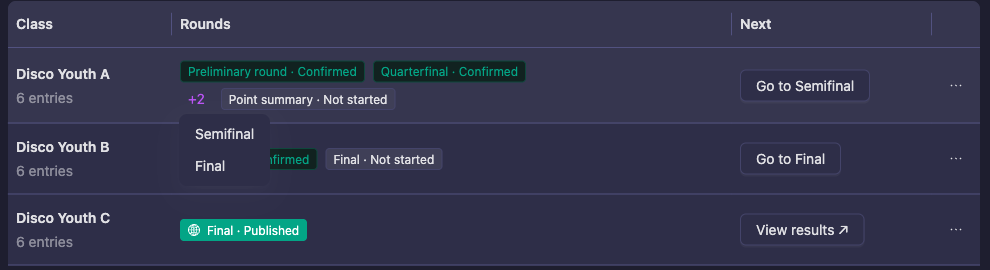 Class Rounds Next
Disco Youth A
6 entries
Preliminary round · Confirmed Quarterfinal · Confirmed
+2 Point summary · Not started
Go to Semifinal
...
Semifinal
Final
Disco Youth B
6 entries
Final · Not started
Go to Final
...
Disco Youth C
6 entries
Final · Published
View results ↗
...